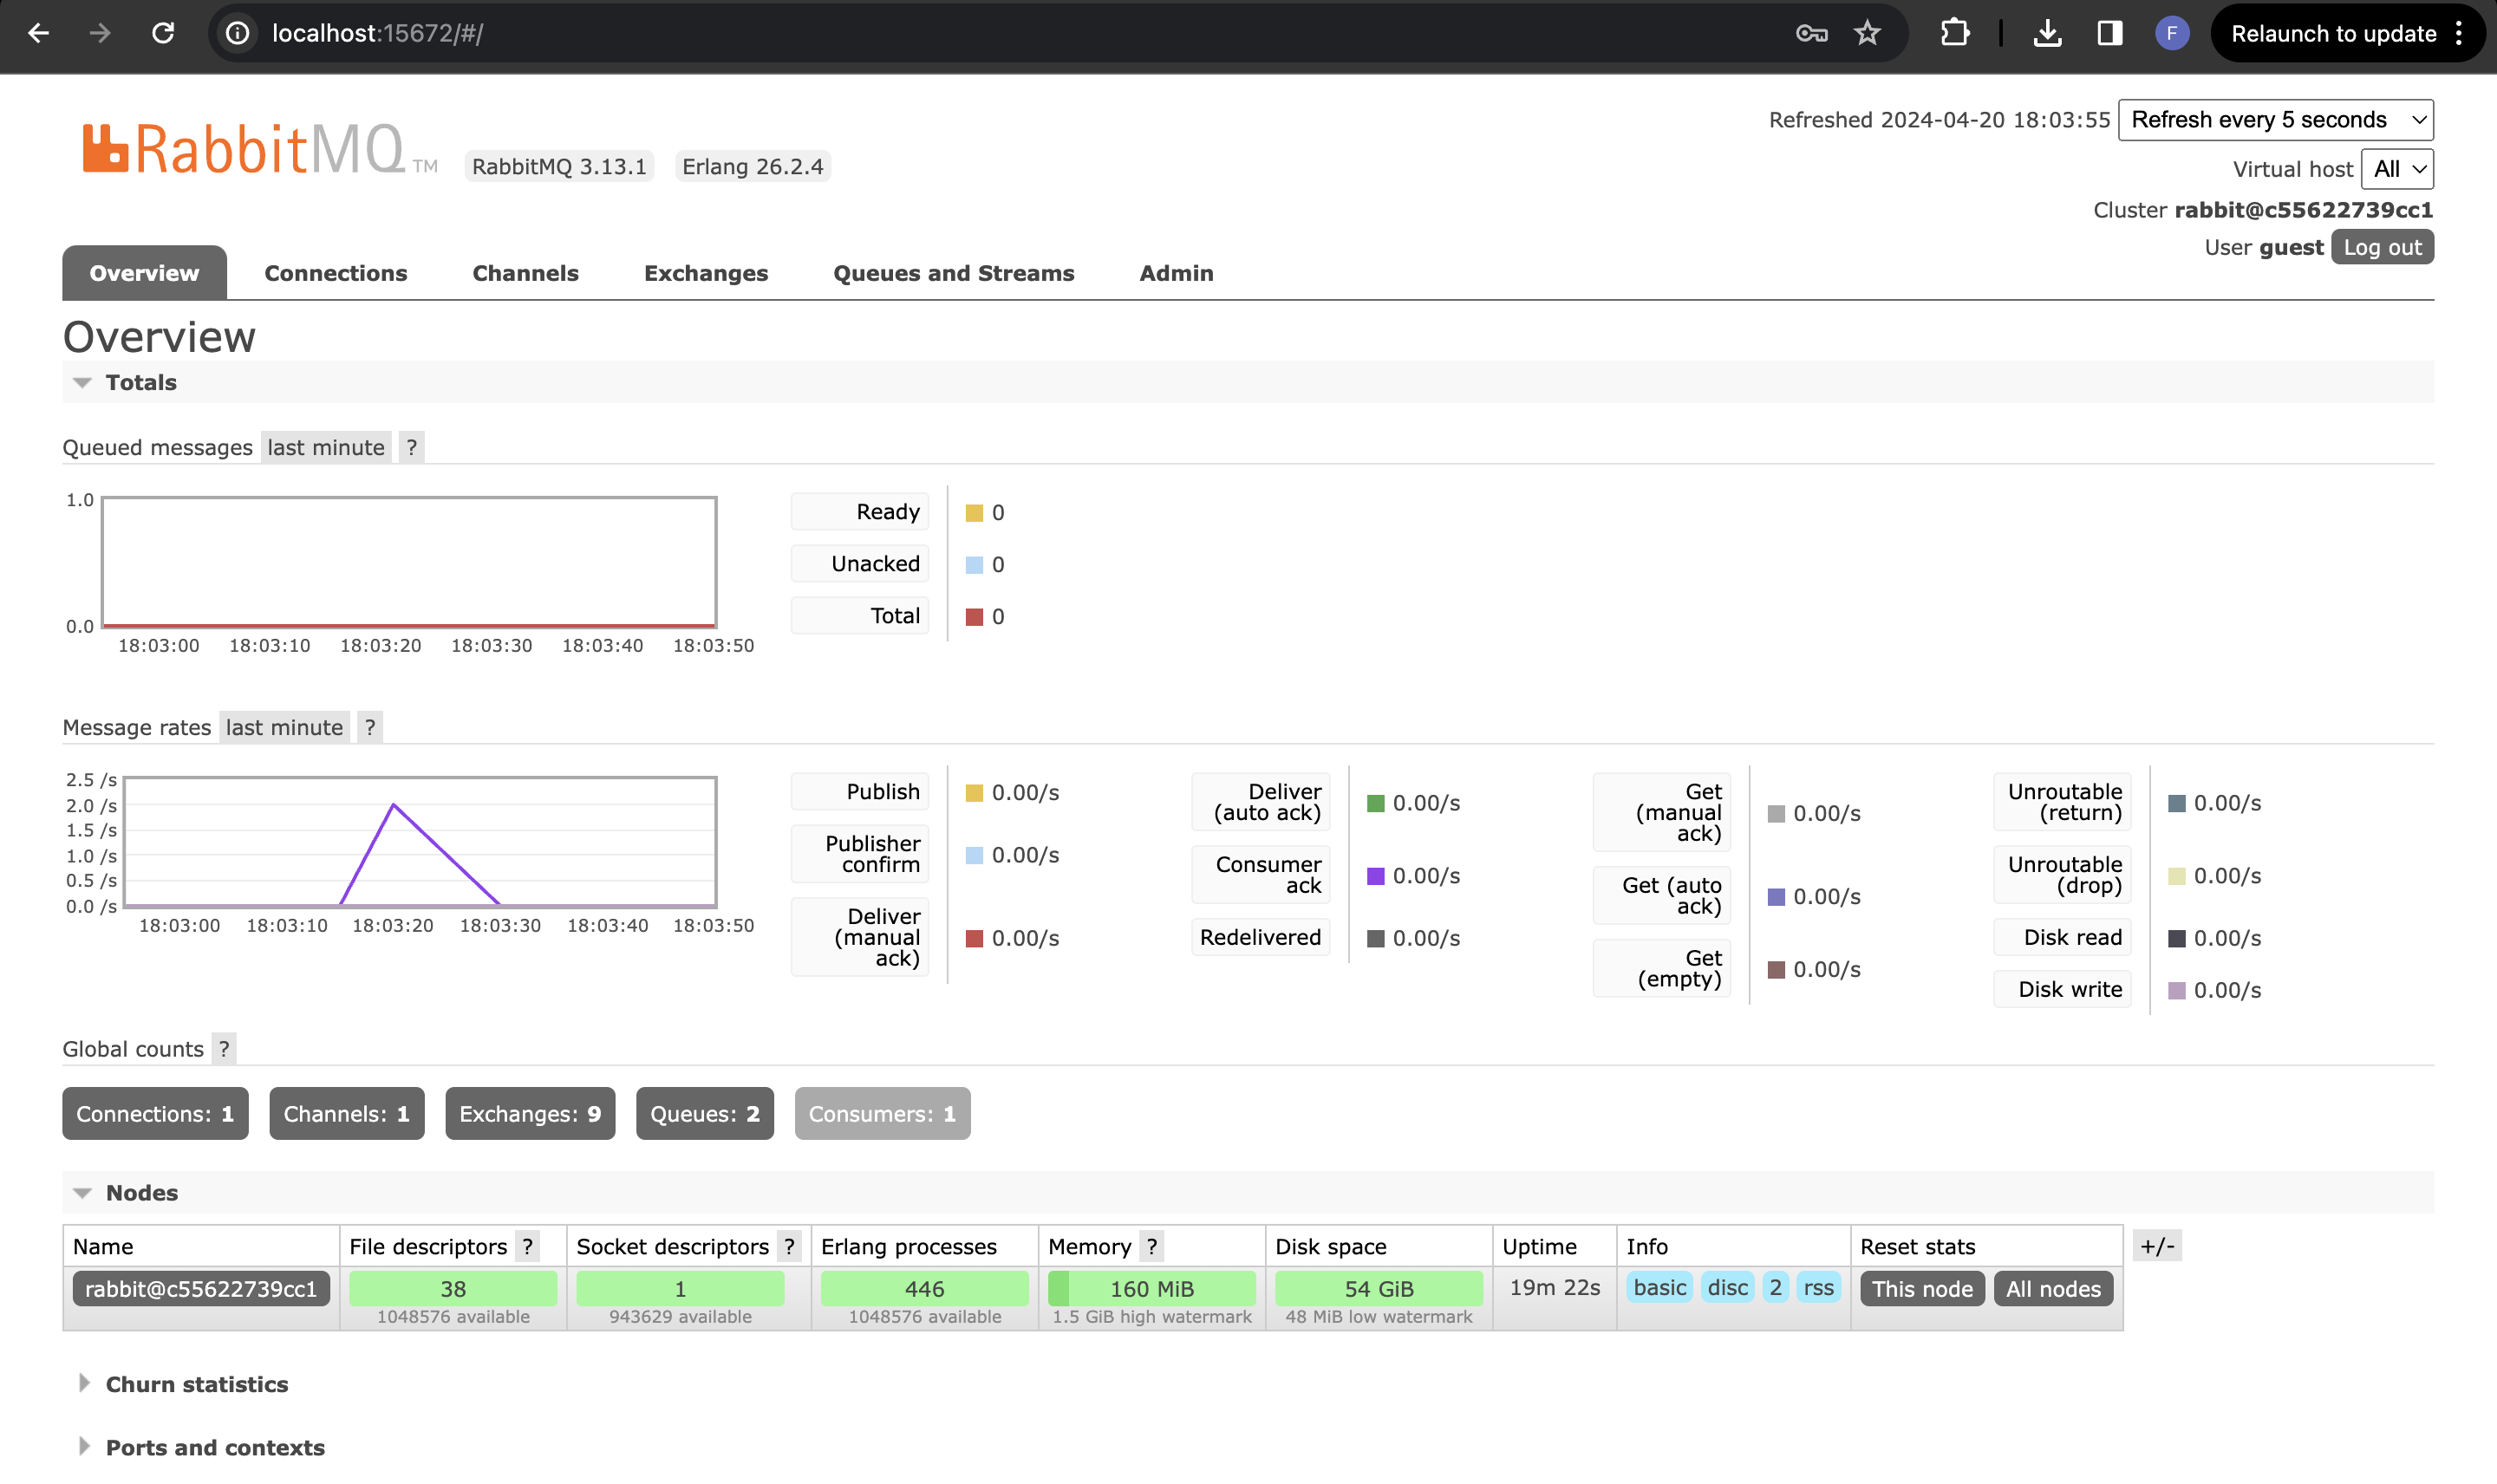 localhost:15672/#/
F
Relaunch to update
Refreshed 2024-04-20 18:03:55 Refresh every 5 seconds
RabbitMQ TM RabbitMQ 3.13.1 Erlang 26.2.4
Virtual host All
Cluster rabbit@c55622739cc1
User guest Log out
Overview Connections Channels Exchanges Queues and Streams Admin
Overview
Totals
Queued messages last minute ?
1.0
0.0
18:03:00 18:03:10 18:03:20 18:03:30 18:03:40 18:03:50
Ready 0
Unacked 0
Total 0
Message rates last minute ?
2.5 /s
2.0 /s
1.5 /s
1.0 /s
0.5 /s
0.0 /s
18:03:00 18:03:10 18:03:20 18:03:30 18:03:40 18:03:50
Publish 0.00/s
Publisher
confirm 0.00/s
Deliver
(manual 0.00/s
ack)
Deliver
(auto ack) 0.00/s
Consumer
ack 0.00/s
Redelivered 0.00/s
Get
(manual 0.00/s
ack)
Get (auto
ack) 0.00/s
Get
(empty) 0.00/s
Unroutable
(return) 0.00/s
Unroutable
(drop) 0.00/s
Disk read 0.00/s
Disk write 0.00/s
Global counts ?
Connections: 1 Channels: 1 Exchanges: 9 Queues: 2 Consumers: 1
Nodes
Name File descriptors ? Socket descriptors ? Erlang processes Memory ? Disk space Uptime Info Reset stats +/-
rabbit@c55622739cc1 38 1 446 160 MiB 54 GiB 19m 22s basic disc 2 rss This node All nodes
1048576 available 943629 available 1048576 available 1.5 GiB high watermark 48 MiB low watermark
Churn statistics
Ports and contexts